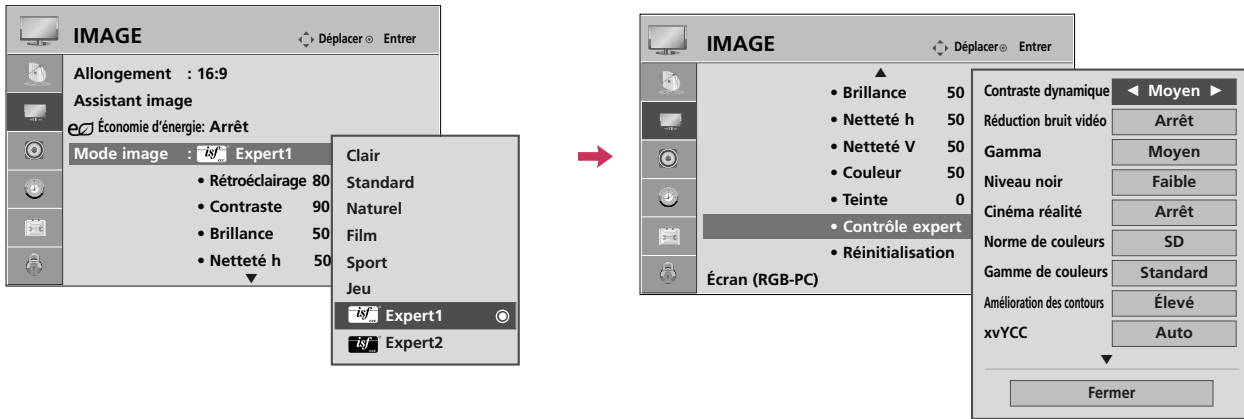 IMAGE
Déplacer Entrer
Allongement : 16:9
Assistant image
Économie d'énergie: Arrêt
Mode image : isf Expert1
• Rétroéclairage 80
• Contraste 90
• Brillance 50
• Netteté h 50
Clair
Standard
Naturel
Film
Sport
Jeu
isf Expert1
isf Expert2
IMAGE
Déplacer Entrer
• Brillance 50
• Netteté h 50
• Netteté V 50
• Couleur 50
• Teinte 0
• Contrôle expert
• Réinitialisation
Écran (RGB-PC)
Contraste dynamique ◄ Moyen ►
Réduction bruit vidéo Arrêt
Gamma Moyen
Niveau noir Faible
Cinéma réalité Arrêt
Norme de couleurs SD
Gamme de couleurs Standard
Amélioration des contours Élevé
xvYCC Auto
Fermer